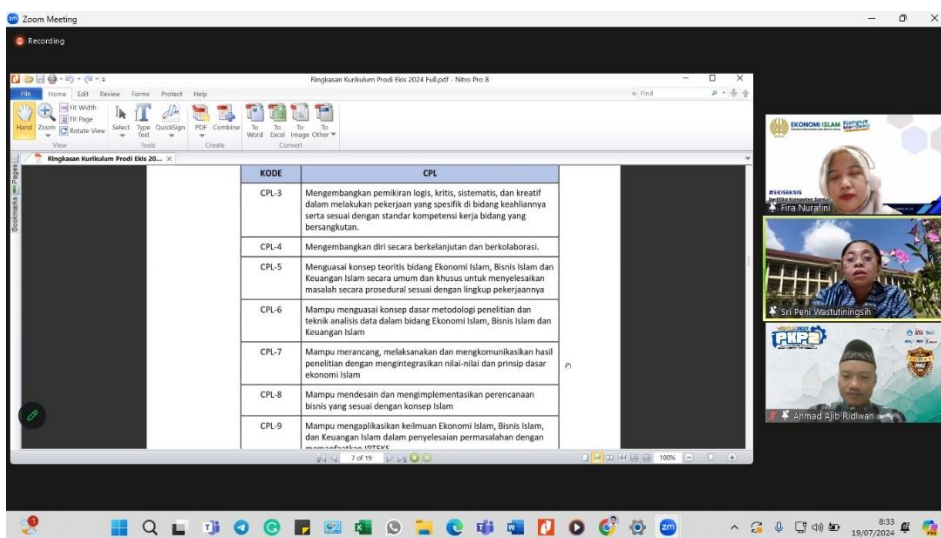 Zoom Meeting
Recording
Ringkasan Kurikulum Prodi Ekis 2024 Full.pdf - Nitro Pro 8
File Home Edit Review Forms Protect Help
Find
Hand
Zoom
Fit Width
Fit Page
Rotate View
View
Select
Type Text
QuickSign
Tools
PDF
Combine
Create
To Word
To Excel
To Image
To Other
Convert
Ringkasan Kurikulum Prodi Ekis 20...
Pages
Bookmarks
KODE CPL
CPL-3 Mengembangkan pemikiran logis, kritis, sistematis, dan kreatif
dalam melakukan pekerjaan yang spesifik di bidang keahliannya
serta sesuai dengan standar kompetensi kerja bidang yang
bersangkutan.
CPL-4 Mengembangkan diri secara berkelanjutan dan berkolaborasi.
CPL-5 Menguasai konsep teoritis bidang Ekonomi Islam, Bisnis Islam dan
Keuangan Islam secara umum dan khusus untuk menyelesaikan
masalah secara prosedural sesuai dengan lingkup pekerjaannya
CPL-6 Mampu menguasai konsep dasar metodologi penelitian dan
teknik analisis data dalam bidang Ekonomi Islam, Bisnis Islam dan
Keuangan Islam
CPL-7 Mampu merancang, melaksanakan dan mengkomunikasikan hasil
penelitian dengan mengintegrasikan nilai-nilai dan prinsip dasar
ekonomi Islam
CPL-8 Mampu mendesain dan mengimplementasikan perencanaan
bisnis yang sesuai dengan konsep Islam
CPL-9 Mampu mengaplikasikan keilmuan Ekonomi Islam, Bisnis Islam,
dan Keuangan Islam dalam penyelesaian permasalahan dengan
memanfaatkan IPTEKS
7 of 19
100%
EKONOMI ISLAM
Kampus Merdeka
#EKISEKSIS
Fira Nurafini
Sri Peni Wastutiningsih
PKP2
Ahmad Ajib Ridlwan
8:33
19/07/2024